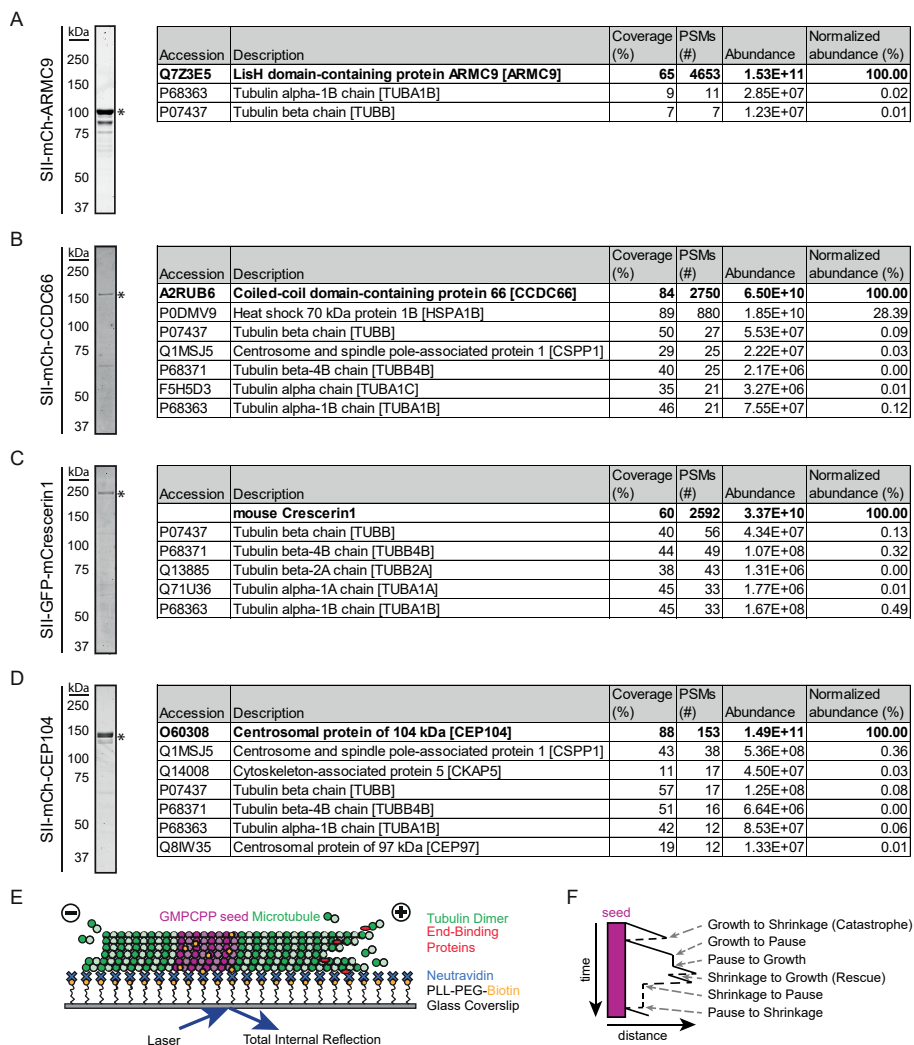 A
kDa
250
150
100
75
50
37
*
SII-mCh-ARMC9
Accession Description Coverage (%) PSMs (#) Abundance Normalized abundance (%)
Q7Z3E5 LisH domain-containing protein ARMC9 [ARMC9] 65 4653 1.53E+11 100.00
P68363 Tubulin alpha-1B chain [TUBA1B] 9 11 2.85E+07 0.02
P07437 Tubulin beta chain [TUBB] 7 7 1.23E+07 0.01
B
kDa
250
150
100
75
50
37
*
SII-mCh-CCDC66
Accession Description Coverage (%) PSMs (#) Abundance Normalized abundance (%)
A2RUB6 Coiled-coil domain-containing protein 66 [CCDC66] 84 2750 6.50E+10 100.00
P0DMV9 Heat shock 70 kDa protein 1B [HSPA1B] 89 880 1.85E+10 28.39
P07437 Tubulin beta chain [TUBB] 50 27 5.53E+07 0.09
Q1MSJ5 Centrosome and spindle pole-associated protein 1 [CSPP1] 29 25 2.22E+07 0.03
P68371 Tubulin beta-4B chain [TUBB4B] 40 25 2.17E+06 0.00
F5H5D3 Tubulin alpha chain [TUBA1C] 35 21 3.27E+06 0.01
P68363 Tubulin alpha-1B chain [TUBA1B] 46 21 7.55E+07 0.12
C
kDa
250
150
100
75
50
37
*
SII-GFP-mCrescerin1
Accession Description Coverage (%) PSMs (#) Abundance Normalized abundance (%)
mouse Crescerin1 60 2592 3.37E+10 100.00
P07437 Tubulin beta chain [TUBB] 40 56 4.34E+07 0.13
P68371 Tubulin beta-4B chain [TUBB4B] 44 49 1.07E+08 0.32
Q13885 Tubulin beta-2A chain [TUBB2A] 38 43 1.31E+06 0.00
Q71U36 Tubulin alpha-1A chain [TUBA1A] 45 33 1.77E+06 0.01
P68363 Tubulin alpha-1B chain [TUBA1B] 45 33 1.67E+08 0.49
D
kDa
250
150
100
75
50
37
*
SII-mCh-CEP104
Accession Description Coverage (%) PSMs (#) Abundance Normalized abundance (%)
O60308 Centrosomal protein of 104 kDa [CEP104] 88 153 1.49E+11 100.00
Q1MSJ5 Centrosome and spindle pole-associated protein 1 [CSPP1] 43 38 5.36E+08 0.36
Q14008 Cytoskeleton-associated protein 5 [CKAP5] 11 17 4.50E+07 0.03
P07437 Tubulin beta chain [TUBB] 57 17 1.25E+08 0.08
P68371 Tubulin beta-4B chain [TUBB4B] 51 16 6.64E+06 0.00
P68363 Tubulin alpha-1B chain [TUBA1B] 42 12 8.53E+07 0.06
Q8IW35 Centrosomal protein of 97 kDa [CEP97] 19 12 1.33E+07 0.01
E
− +
GMPCPP seed Microtubule
Tubulin Dimer
End-Binding
Proteins
Neutravidin
PLL-PEG-Biotin
Glass Coverslip
Laser
Total Internal Reflection
F
seed
time
distance
Growth to Shrinkage (Catastrophe)
Growth to Pause
Pause to Growth
Shrinkage to Growth (Rescue)
Shrinkage to Pause
Pause to Shrinkage